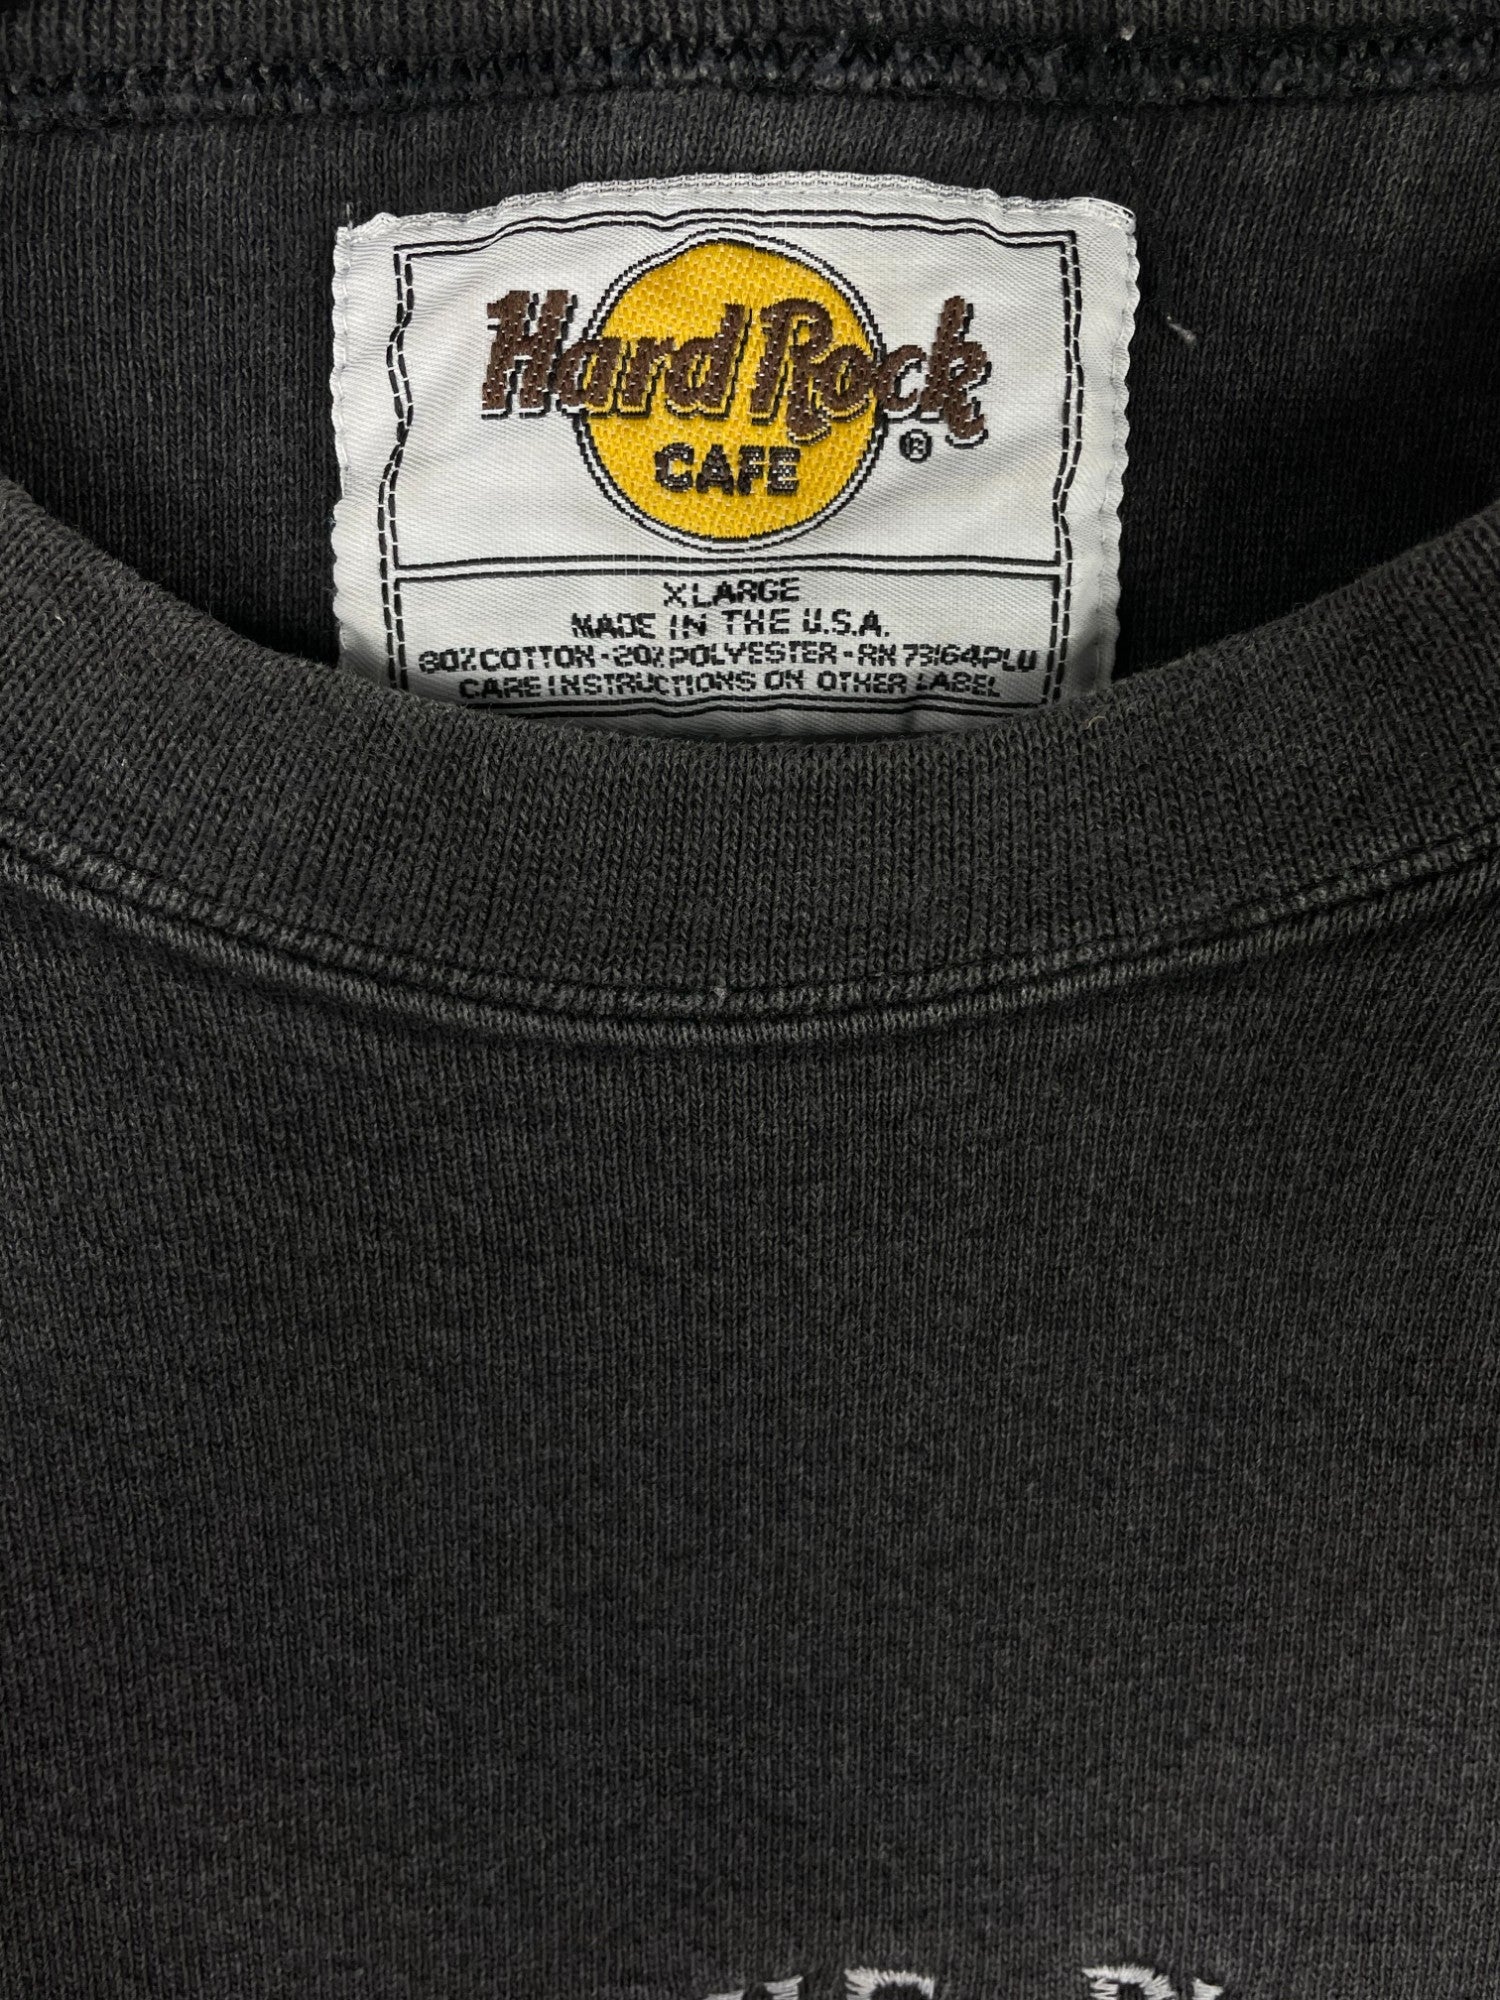 Hard Rock
CAFE
®
XLARGE
MADE IN THE U.S.A.
80% COTTON - 20% POLYESTER - RN 73164PLU
CARE INSTRUCTIONS ON OTHER LABEL